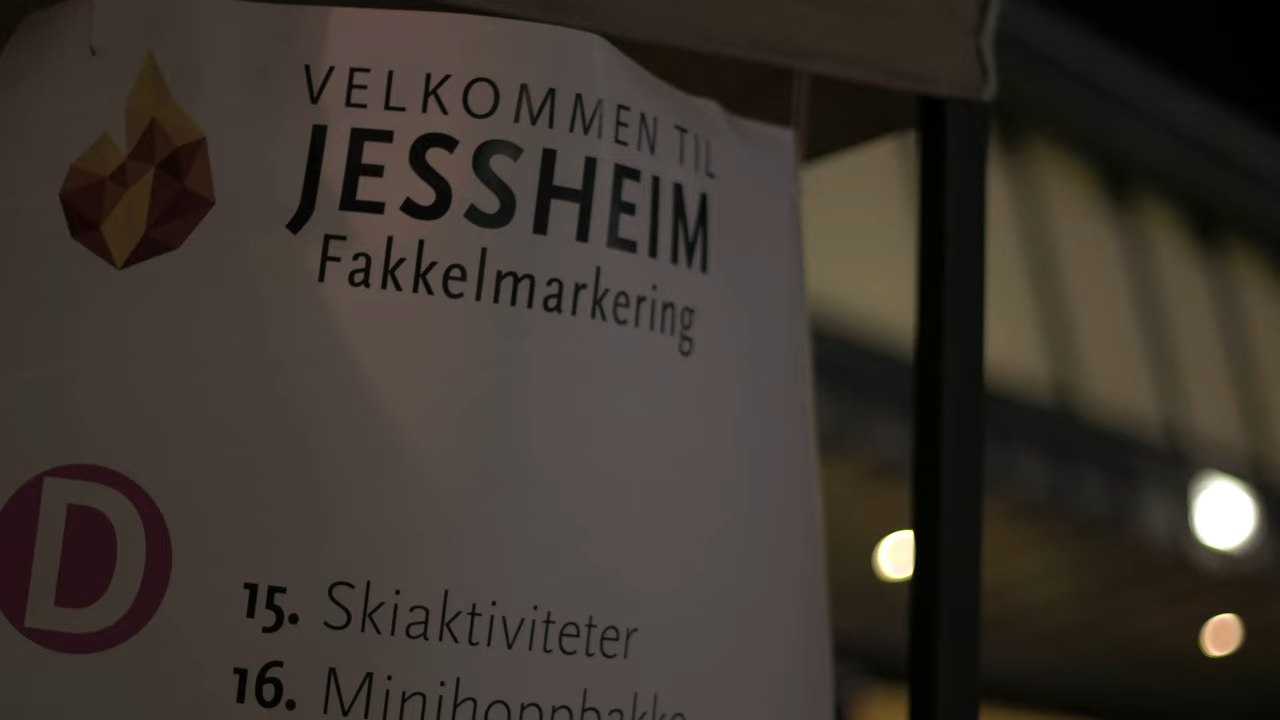 VELKOMMEN TIL
JESSHEIM
Fakkelmarkering
D
15. Skiaktiviteter
16. Minihoppbakke